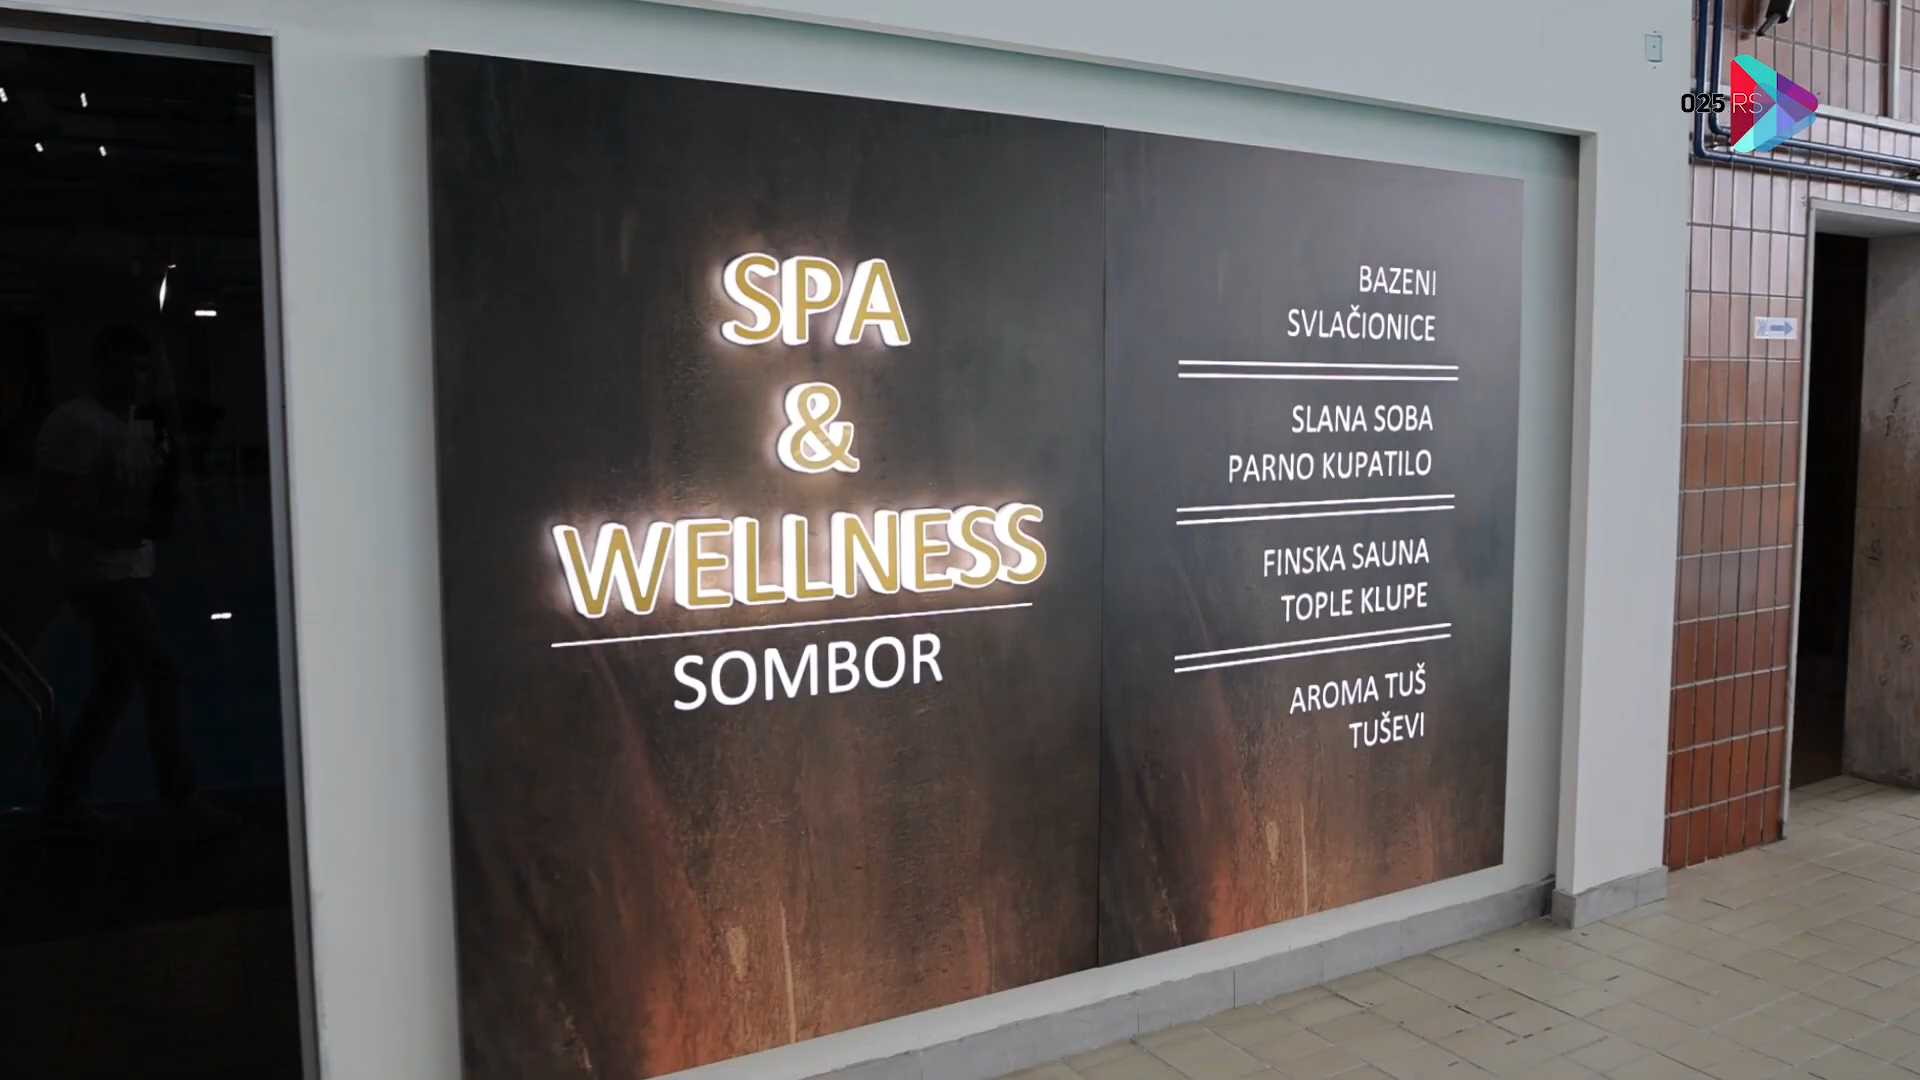 SPA
&
WELLNESS
SOMBOR
BAZENI
SVLAČIONICE
SLANA SOBA
PARNO KUPATILO
FINSKA SAUNA
TOPLE KLUPE
AROMA TUŠ
TUŠEVI
025 RS